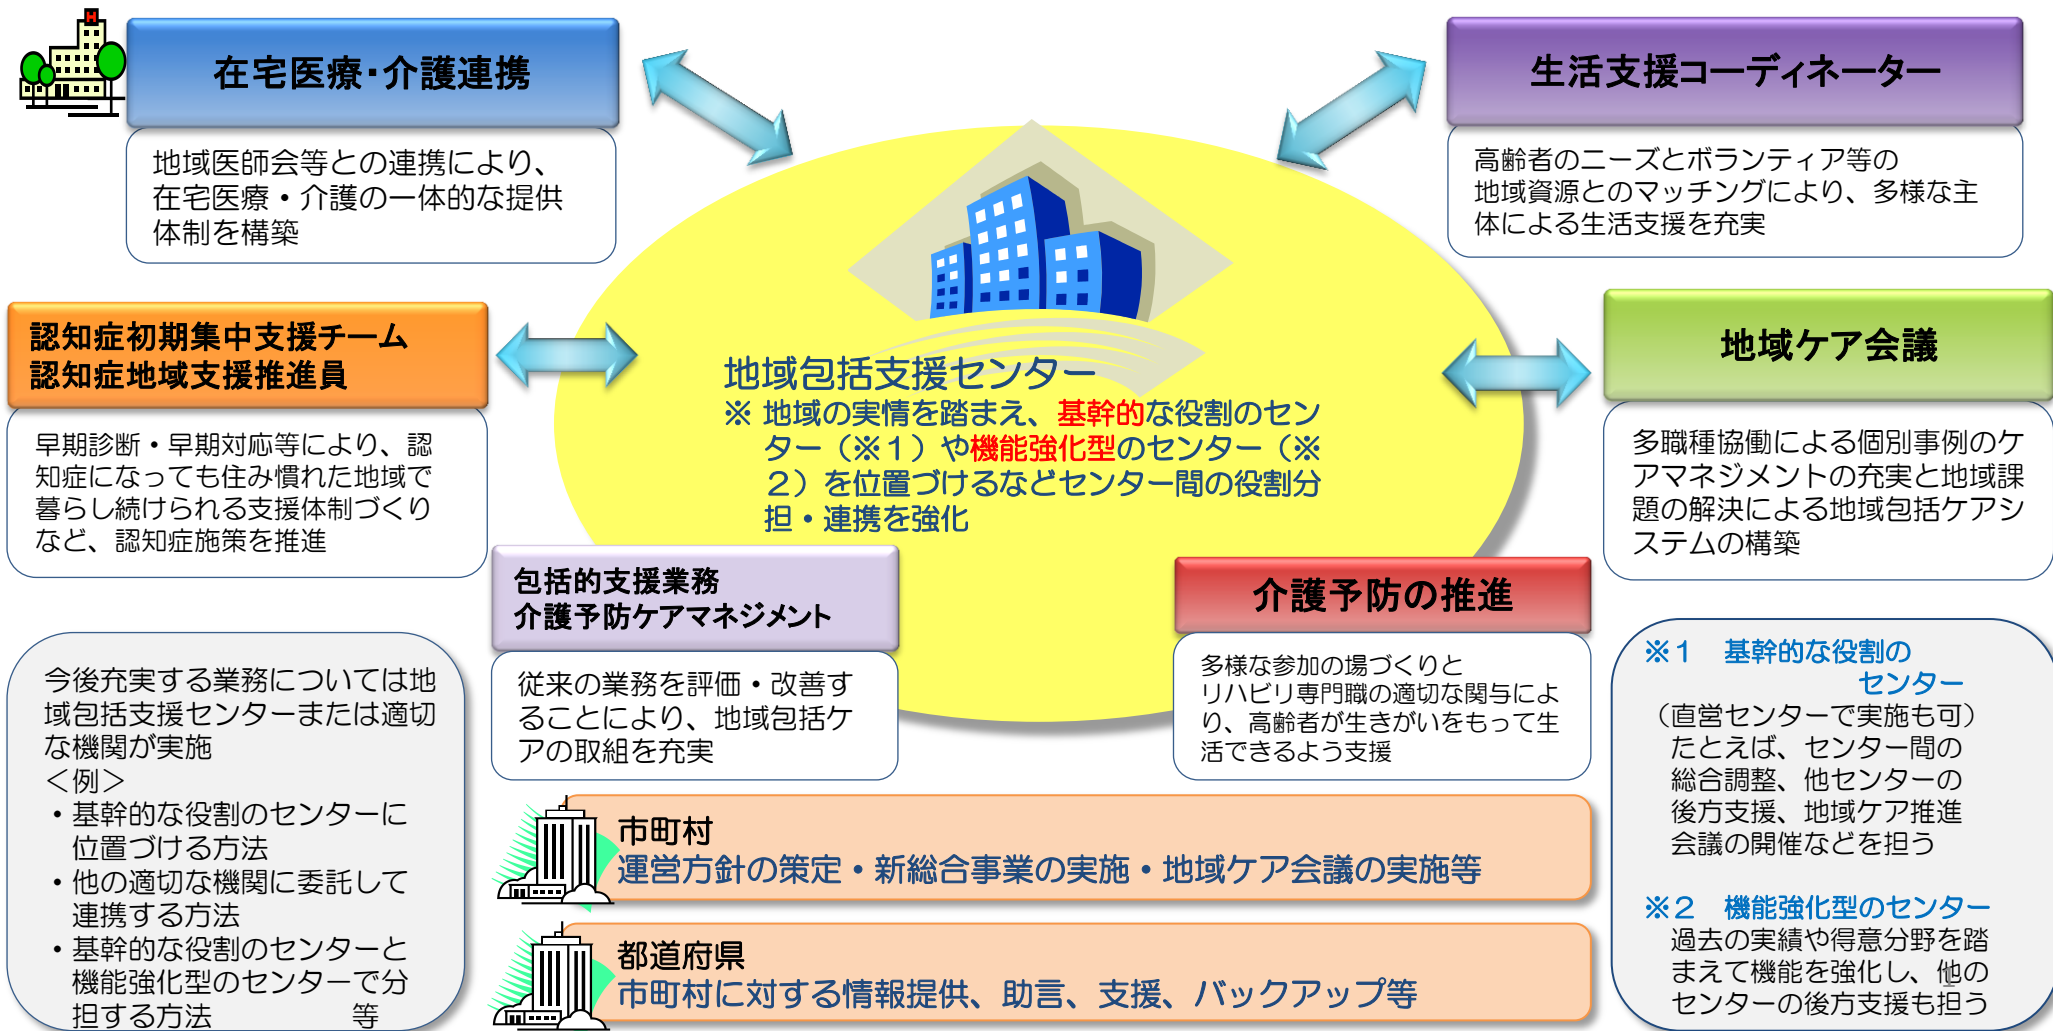 H
在宅医療・介護連携
地域医師会等との連携により、
在宅医療・介護の一体的な提供
体制を構築
生活支援コーディネーター
高齢者のニーズとボランティア等の
地域資源とのマッチングにより、多様な主
体による生活支援を充実
認知症初期集中支援チーム
認知症地域支援推進員
早期診断・早期対応等により、認
知症になっても住み慣れた地域で
暮らし続けられる支援体制づくり
など、認知症施策を推進
地域包括支援センター
※ 地域の実情を踏まえ、基幹的な役割のセン
ター（※１）や機能強化型のセンター（※
２）を位置づけるなどセンター間の役割分
担・連携を強化
地域ケア会議
多職種協働による個別事例のケ
アマネジメントの充実と地域課
題の解決による地域包括ケアシ
ステムの構築
包括的支援業務
介護予防ケアマネジメント
従来の業務を評価・改善す
ることにより、地域包括ケ
アの取組を充実
介護予防の推進
多様な参加の場づくりと
リハビリ専門職の適切な関与によ
り、高齢者が生きがいをもって生
活できるよう支援
今後充実する業務については地
域包括支援センターまたは適切
な機関が実施
＜例＞
・基幹的な役割のセンターに
位置づける方法
・他の適切な機関に委託して
連携する方法
・基幹的な役割のセンターと
機能強化型のセンターで分
担する方法　等
市町村
運営方針の策定・新総合事業の実施・地域ケア会議の実施等
都道府県
市町村に対する情報提供、助言、支援、バックアップ等
※１　基幹的な役割の
センター
（直営センターで実施も可）
たとえば、センター間の
総合調整、他センターの
後方支援、地域ケア推進
会議の開催などを担う
※２　機能強化型のセンター
過去の実績や得意分野を踏
まえて機能を強化し、他の
センターの後方支援も担う
1